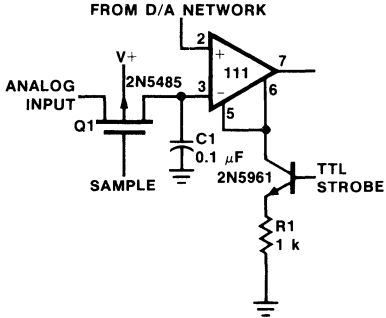 FROM D/A NETWORK
2
+
7
V+
2N5485
111
6
ANALOG
INPUT
3
−
5
Q1
C1
0.1 μF
SAMPLE
2N5961
TTL
STROBE
R1
1 k